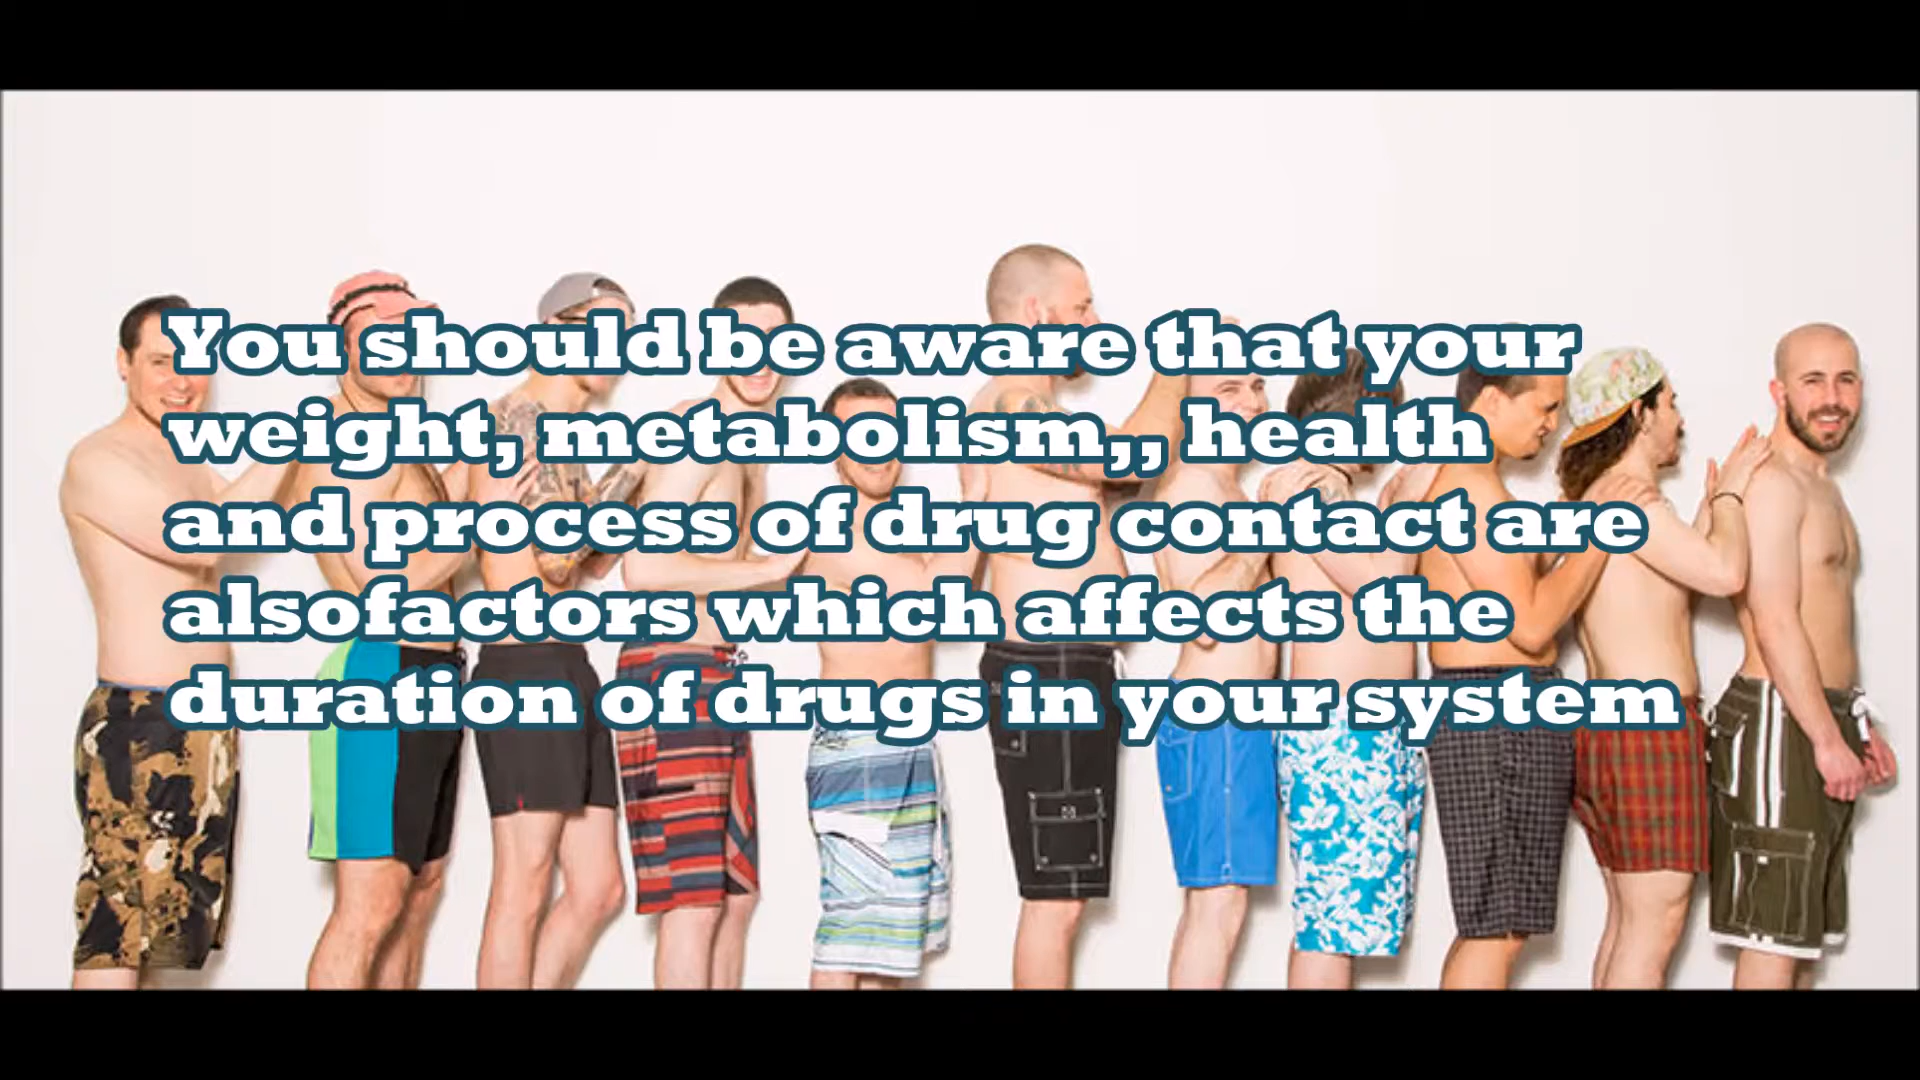 You should be aware that your
weight, metabolism,, health
and process of drug contact are
alsofactors which affects the
duration of drugs in your system